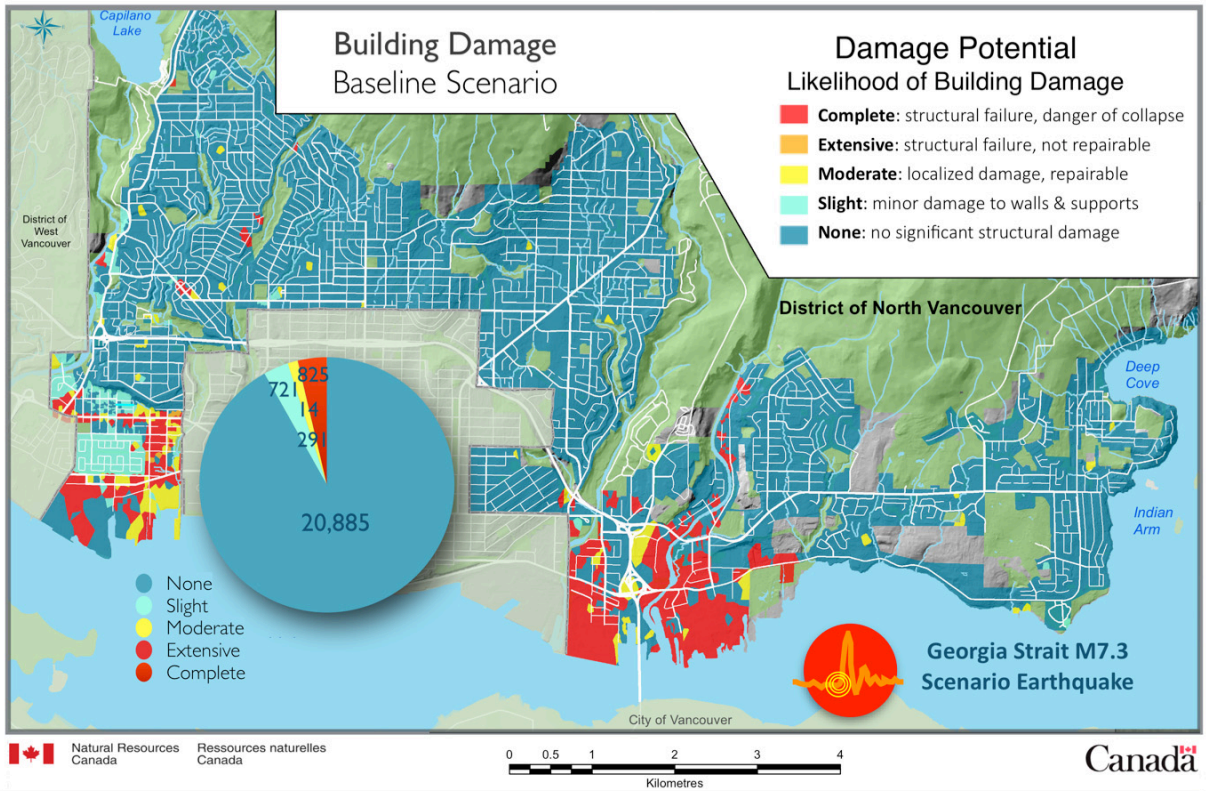 Capilano
Lake
Building Damage
Baseline Scenario
Damage Potential
Likelihood of Building Damage
Complete: structural failure, danger of collapse
Extensive: structural failure, not repairable
Moderate: localized damage, repairable
Slight: minor damage to walls & supports
None: no significant structural damage
District of
West
Vancouver
District of North Vancouver
Deep
Cove
Indian
Arm
825
721
14
291
20,885
None
Slight
Moderate
Extensive
Complete
Georgia Strait M7.3
Scenario Earthquake
City of Vancouver
Natural Resources
Canada
Ressources naturelles
Canada
0 0.5 1 2 3 4
Kilometres
Canada